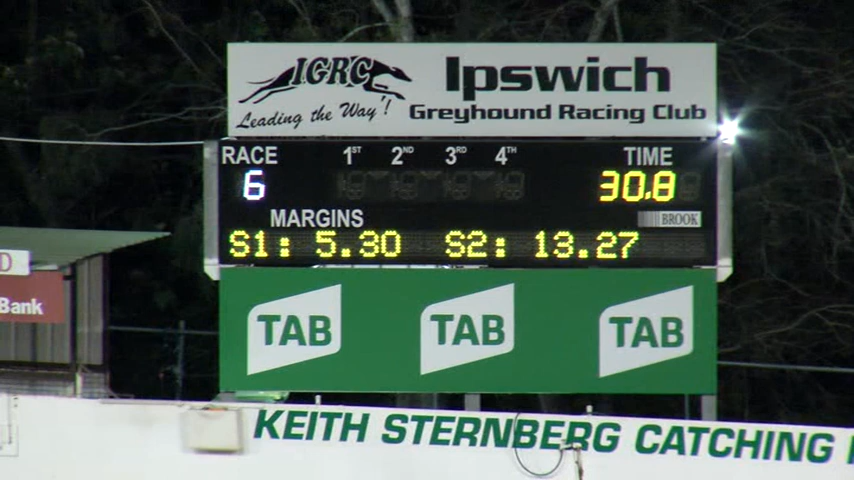 IGRC
Leading the Way'!
Ipswich
Greyhound Racing Club
RACE 1ST 2ND 3RD 4TH TIME
6 30.8
MARGINS BROOK
S1: 5.30 S2: 13.27
TAB TAB TAB
Bank
KEITH STERNBERG CATCHING